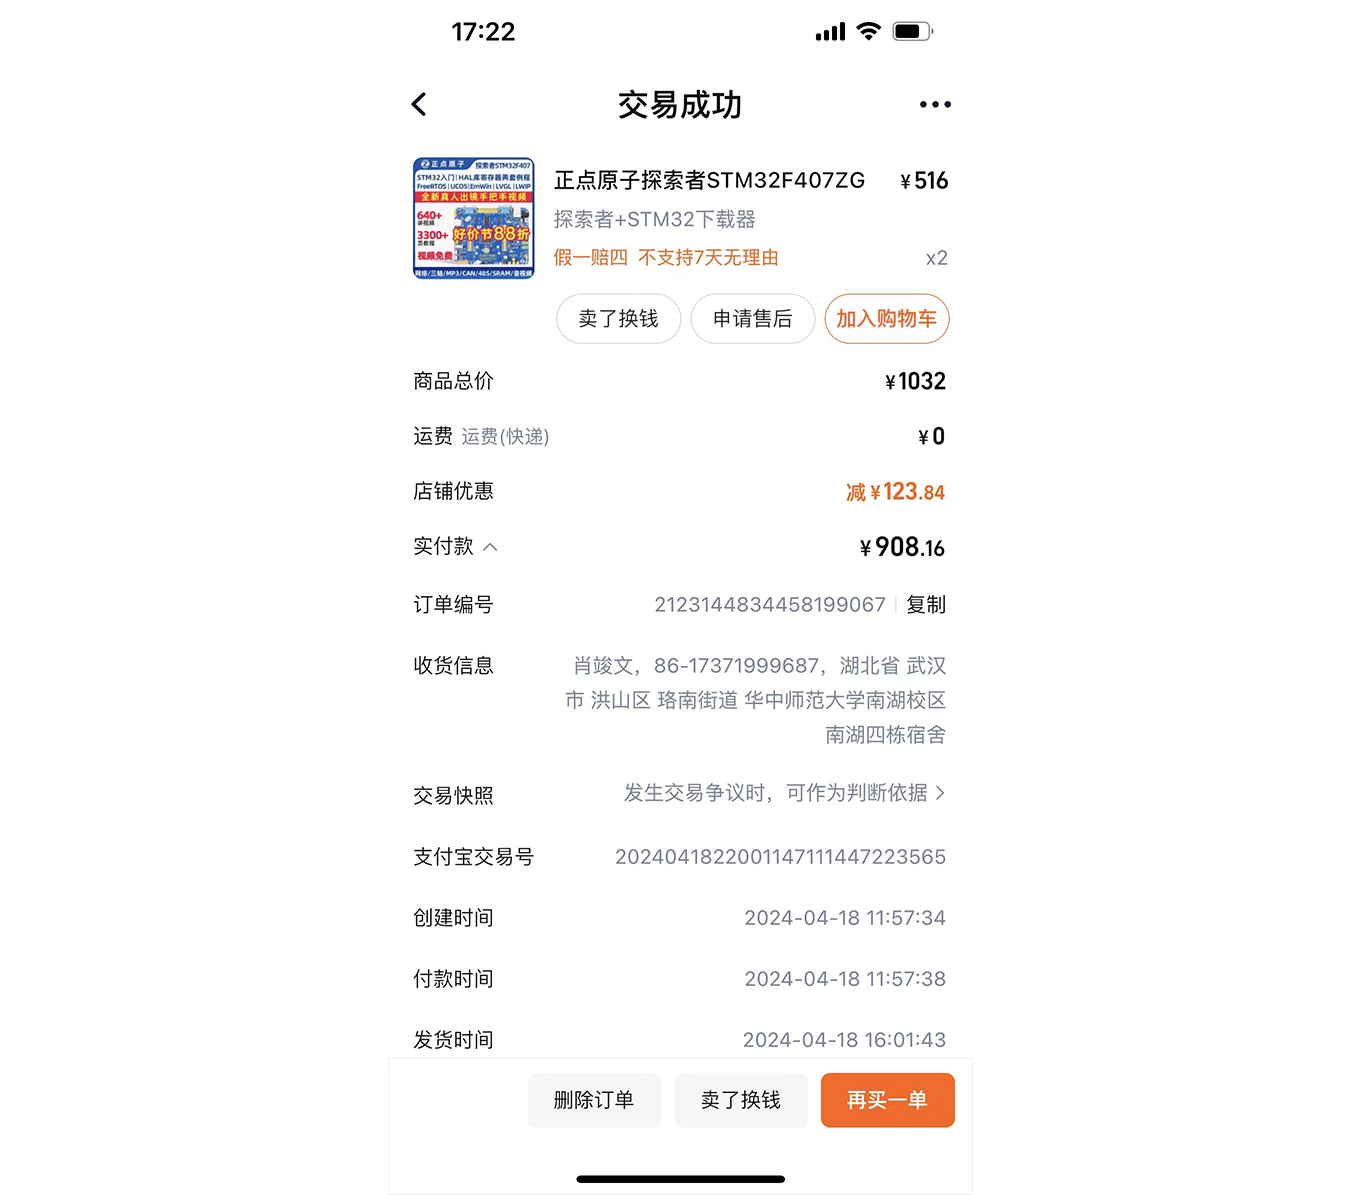 17:22
交易成功
正点原子 探索者STM32F407
STM32入门|HAL库寄存器两套例程
FreeRTOS|UCOS|EmWin|LVGL|LWIP
全新真人出镜手把手视频
640+
讲视频
3300+
页教程
好价节88折
视频免费
网络/三轴/MP3/CAN/485/SRAM/音视频
正点原子探索者STM32F407ZG ¥516
探索者+STM32下载器
假一赔四 不支持7天无理由 x2
卖了换钱 申请售后 加入购物车
商品总价 ¥1032
运费 运费(快递) ¥0
店铺优惠 减¥123.84
实付款 ¥908.16
订单编号 2123144834458199067 复制
收货信息 肖竣文，86-17371999687，湖北省 武汉
市 洪山区 珞南街道 华中师范大学南湖校区
南湖四栋宿舍
交易快照 发生交易争议时，可作为判断依据
支付宝交易号 2024041822001147111447223565
创建时间 2024-04-18 11:57:34
付款时间 2024-04-18 11:57:38
发货时间 2024-04-18 16:01:43
删除订单 卖了换钱 再买一单